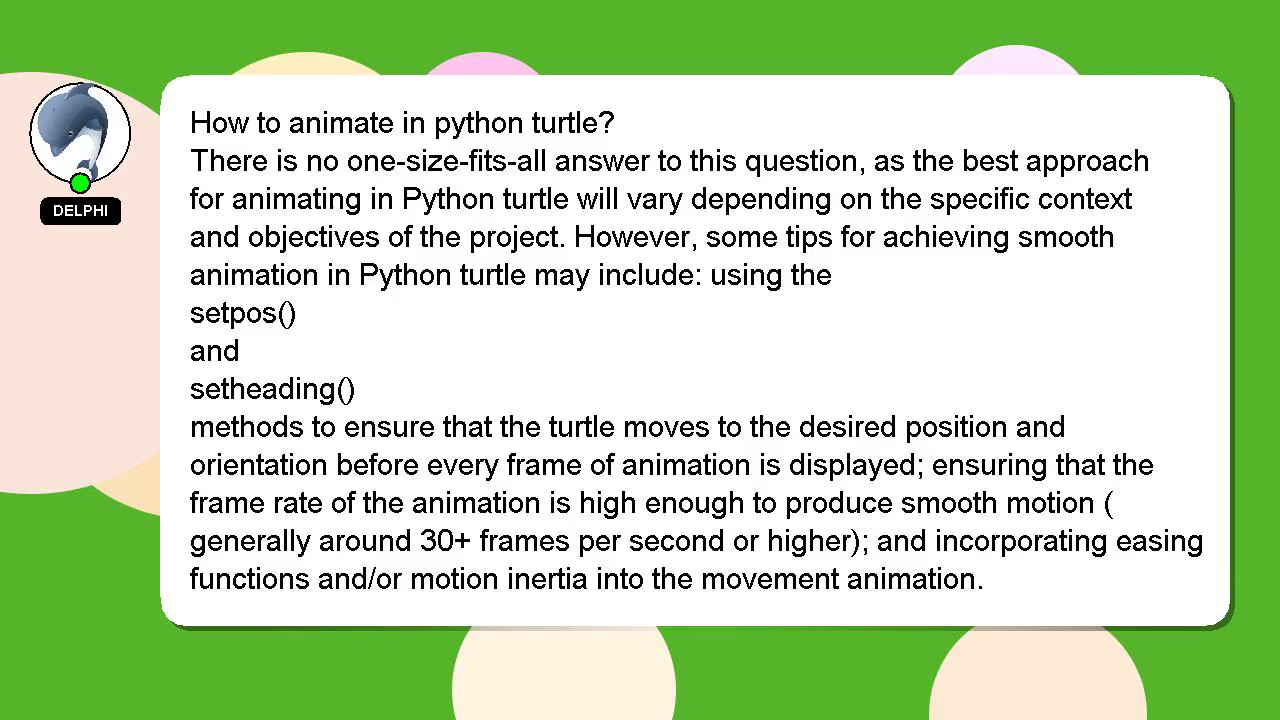 DELPHI
How to animate in python turtle?
There is no one-size-fits-all answer to this question, as the best approach
for animating in Python turtle will vary depending on the specific context
and objectives of the project. However, some tips for achieving smooth
animation in Python turtle may include: using the
setpos()
and
setheading()
methods to ensure that the turtle moves to the desired position and
orientation before every frame of animation is displayed; ensuring that the
frame rate of the animation is high enough to produce smooth motion (
generally around 30+ frames per second or higher); and incorporating easing
functions and/or motion inertia into the movement animation.